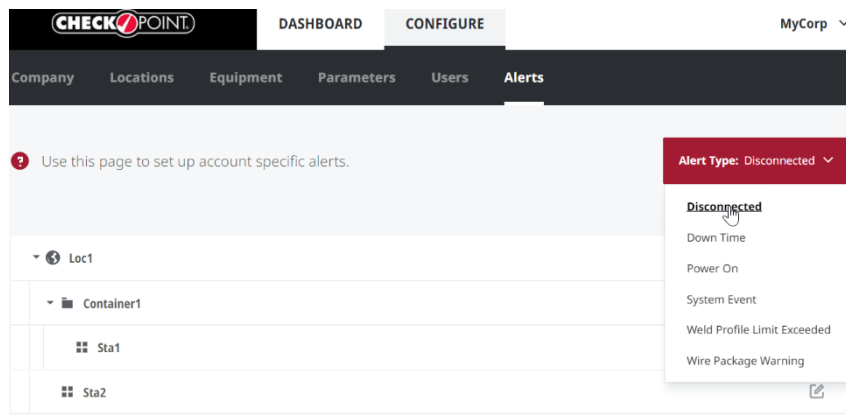 CHECKPOINT DASHBOARD CONFIGURE MyCorp
Company Locations Equipment Parameters Users Alerts
? Use this page to set up account specific alerts.
Alert Type: Disconnected
Disconnected
Down Time
Power On
System Event
Weld Profile Limit Exceeded
Wire Package Warning
Loc1
Container1
Sta1
Sta2